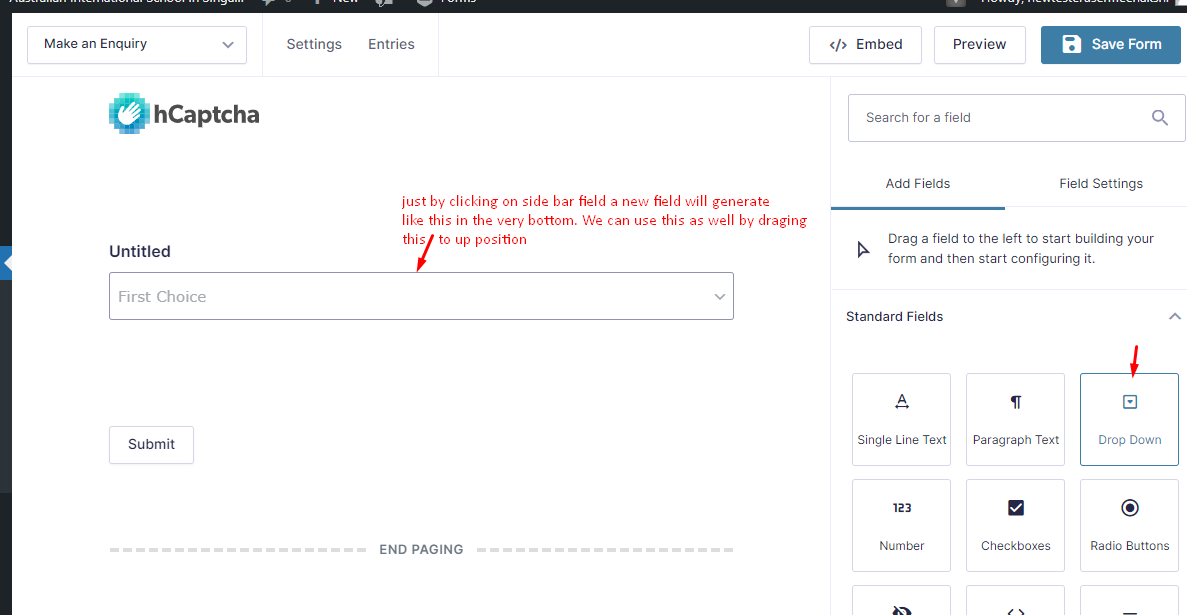 New
Forms
Make an Enquiry
Settings
Entries
</> Embed
Preview
Save Form
hCaptcha
Search for a field
Add Fields
Field Settings
just by clicking on side bar field a new field will generate
like this in the very bottom. We can use this as well by draging
this to up position
Drag a field to the left to start building your
form and then start configuring it.
Untitled
First Choice
Standard Fields
Single Line Text
Paragraph Text
Drop Down
Submit
123
Number
Checkboxes
Radio Buttons
END PAGING